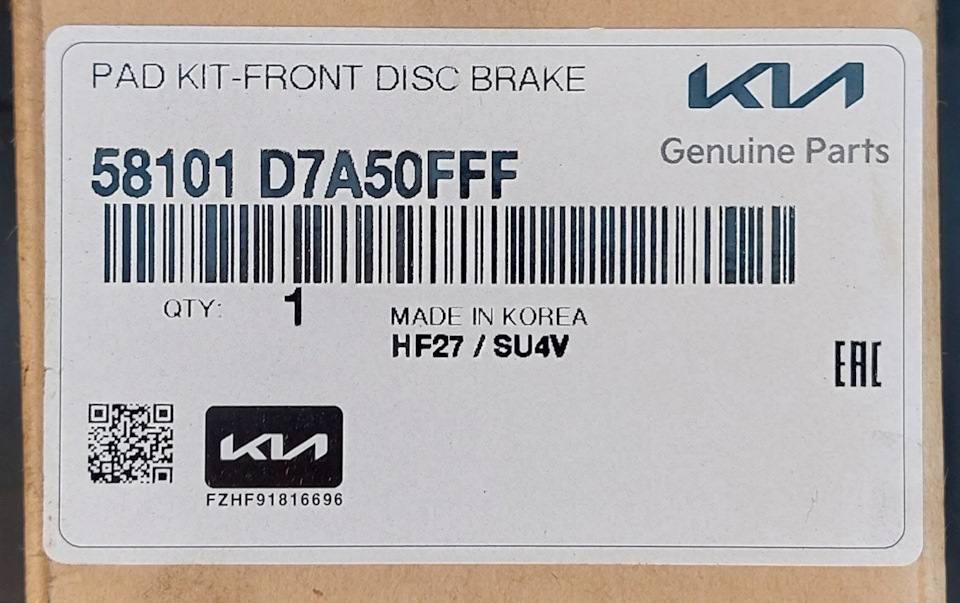 PAD KIT-FRONT DISC BRAKE
KIA
Genuine Parts
58101 D7A50FFF
QTY: 1
MADE IN KOREA
HF27 / SU4V
EAC
KIA
FZHF91816696